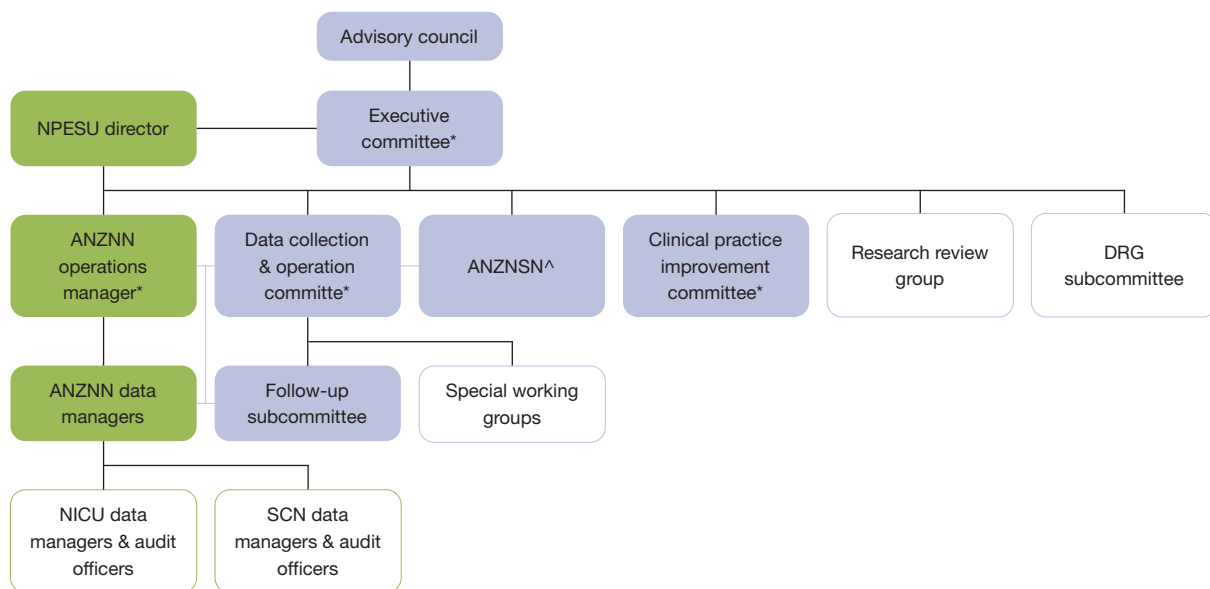 Advisory council
NPESU director
Executive
committee*
ANZNN
operations
manager*
Data collection
& operation
committe*
ANZNSN^
Clinical practice
improvement
committee*
Research review
group
DRG
subcommittee
ANZNN data
managers
Follow-up
subcommittee
Special working
groups
NICU data
managers & audit
officers
SCN data
managers & audit
officers